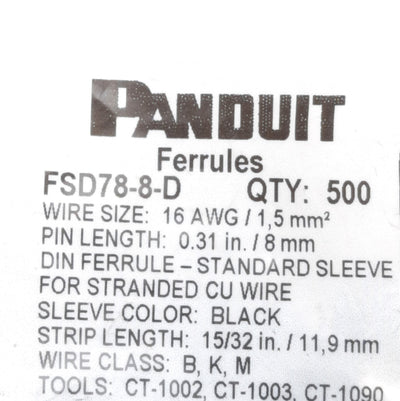 PANDUIT
Ferrules
FSD78-8-D QTY: 500
WIRE SIZE: 16 AWG / 1,5 mm²
PIN LENGTH: 0.31 in. / 8 mm
DIN FERRULE – STANDARD SLEEVE
FOR STRANDED CU WIRE
SLEEVE COLOR: BLACK
STRIP LENGTH: 15/32 in. / 11,9 mm
WIRE CLASS: B, K, M
TOOLS: CT-1002, CT-1003, CT-1090